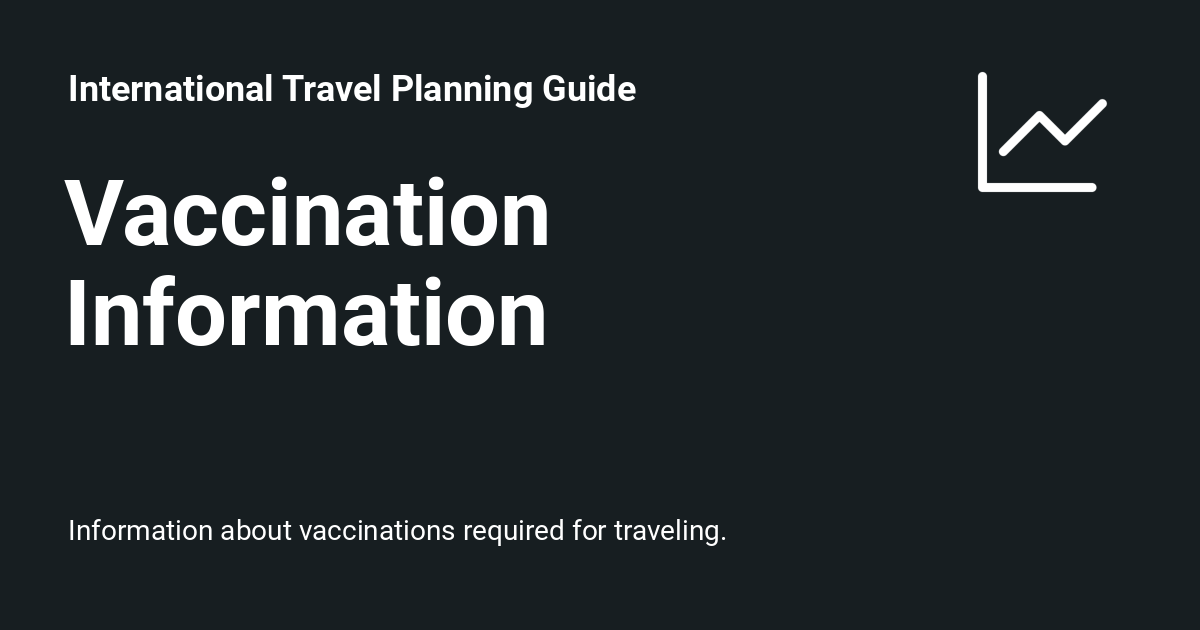 International Travel Planning Guide
Vaccination
Information
Information about vaccinations required for traveling.